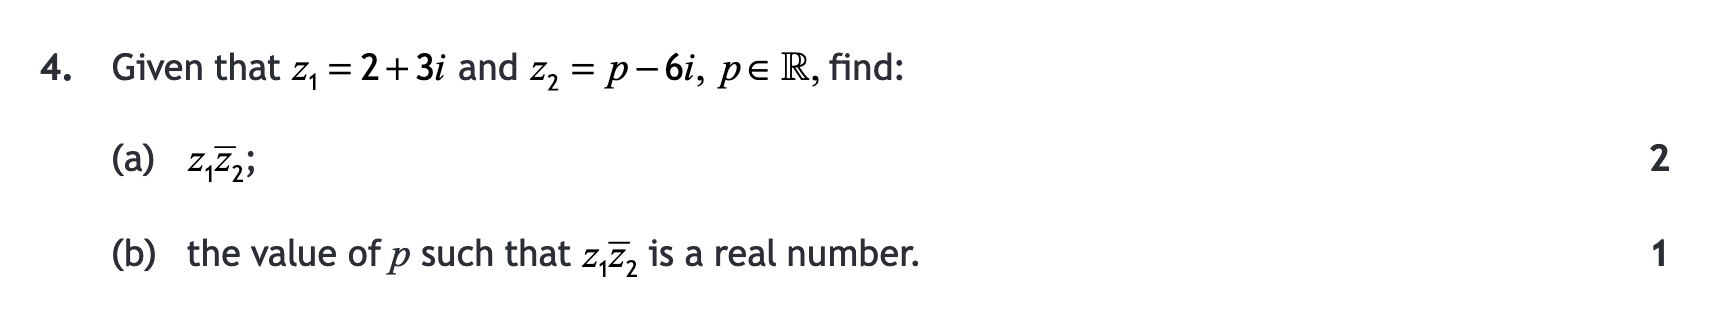 4. Given that z₁ = 2+3i and z₂ = p−6i, p∈ ℝ, find:
(a) z₁z̅₂; 2
(b) the value of p such that z₁z̅₂ is a real number. 1